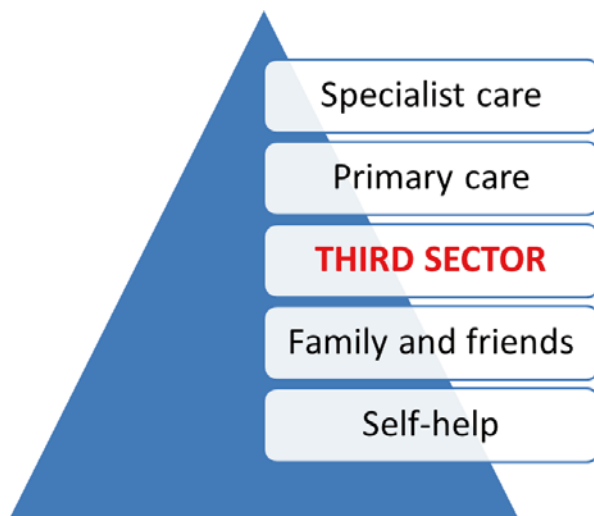 Specialist care
Primary care
THIRD SECTOR
Family and friends
Self-help